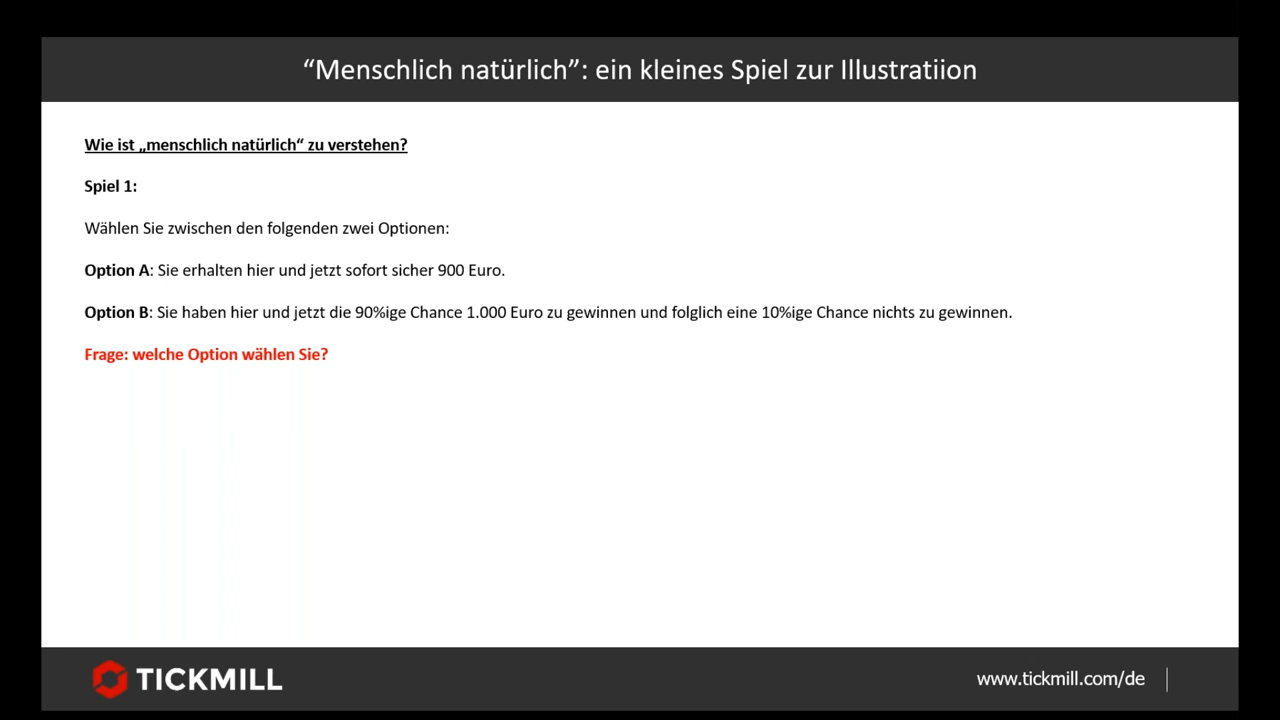 “Menschlich natürlich”: ein kleines Spiel zur Illustratiion
Wie ist „menschlich natürlich“ zu verstehen?
Spiel 1:
Wählen Sie zwischen den folgenden zwei Optionen:
Option A: Sie erhalten hier und jetzt sofort sicher 900 Euro.
Option B: Sie haben hier und jetzt die 90%ige Chance 1.000 Euro zu gewinnen und folglich eine 10%ige Chance nichts zu gewinnen.
Frage: welche Option wählen Sie?
TICKMILL
www.tickmill.com/de